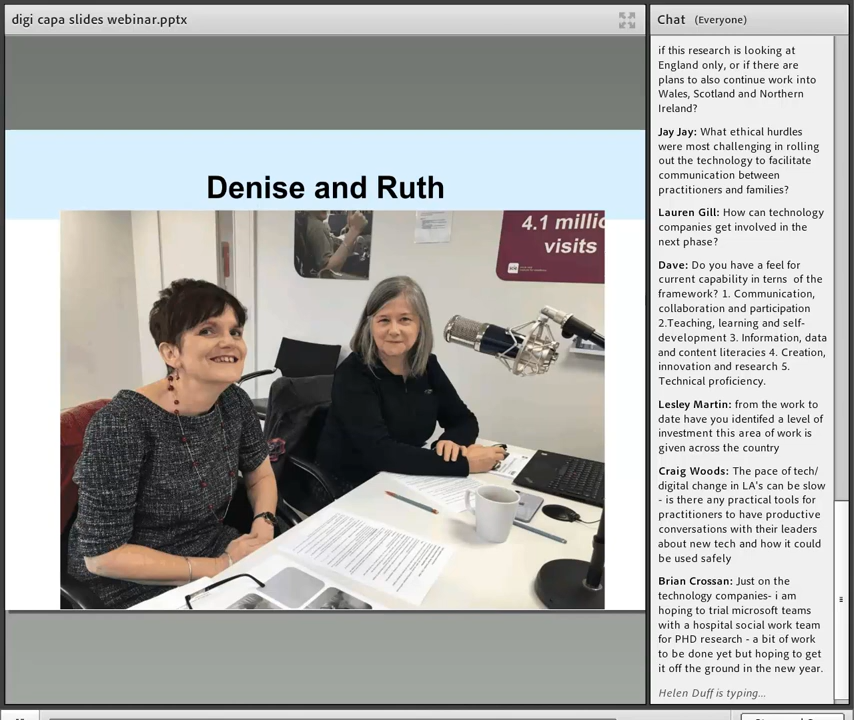 digi capa slides webinar.pptx
Denise and Ruth
4.1 millio
visits
Chat (Everyone)
if this research is looking at
England only, or if there are
plans to also continue work into
Wales, Scotland and Northern
Ireland?
Jay Jay: What ethical hurdles
were most challenging in rolling
out the technology to facilitate
communication between
practitioners and families?
Lauren Gill: How can technology
companies get involved in the
next phase?
Dave: Do you have a feel for
current capability in terns of the
framework? 1. Communication,
collaboration and participation
2.Teaching, learning and self-
development 3. Information, data
and content literacies 4. Creation,
innovation and research 5.
Technical proficiency.
Lesley Martin: from the work to
date have you identifed a level of
investment this area of work is
given across the country
Craig Woods: The pace of tech/
digital change in LA's can be slow
- is there any practical tools for
practitioners to have productive
conversations with their leaders
about new tech and how it could
be used safely
Brian Crossan: Just on the
technology companies- i am
hoping to trial microsoft teams
with a hospital social work team
for PHD research - a bit of work
to be done yet but hoping to get
it off the ground in the new year.
Helen Duff is typing...